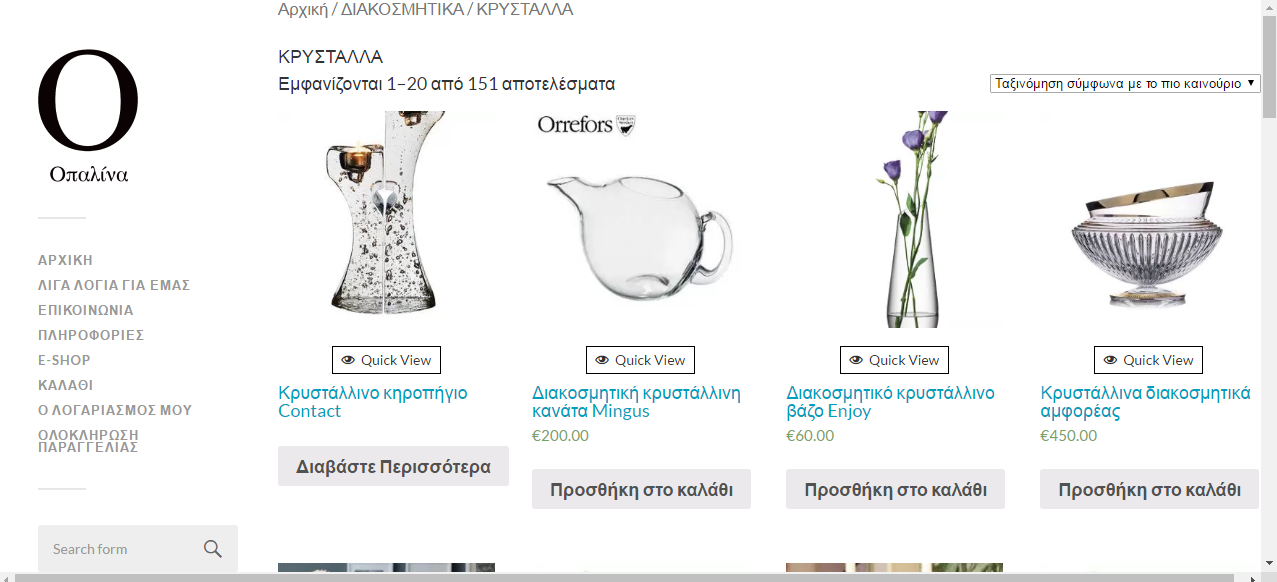 Αρχική / ΔΙΑΚΟΣΜΗΤΙΚΑ / ΚΡΥΣΤΑΛΛΑ
Ο
Οπαλίνα
ΑΡΧΙΚΗ
ΛΙΓΑ ΛΟΓΙΑ ΓΙΑ ΕΜΑΣ
ΕΠΙΚΟΙΝΩΝΙΑ
ΠΛΗΡΟΦΟΡΙΕΣ
E-SHOP
ΚΑΛΑΘΙ
Ο ΛΟΓΑΡΙΑΣΜΟΣ ΜΟΥ
ΟΛΟΚΛΗΡΩΣΗ
ΠΑΡΑΓΓΕΛΙΑΣ
Search form
ΚΡΥΣΤΑΛΛΑ
Εμφανίζονται 1–20 από 151 αποτελέσματα
Ταξινόμηση σύμφωνα με το πιο καινούριο
Quick View
Κρυστάλλινο κηροπήγιο
Contact
Διαβάστε Περισσότερα
Orrefors
Quick View
Διακοσμητική κρυστάλλινη
κανάτα Mingus
€200.00
Προσθήκη στο καλάθι
Quick View
Διακοσμητικό κρυστάλλινο
βάζο Enjoy
€60.00
Προσθήκη στο καλάθι
Quick View
Κρυστάλλινα διακοσμητικά
αμφορέας
€450.00
Προσθήκη στο καλάθι